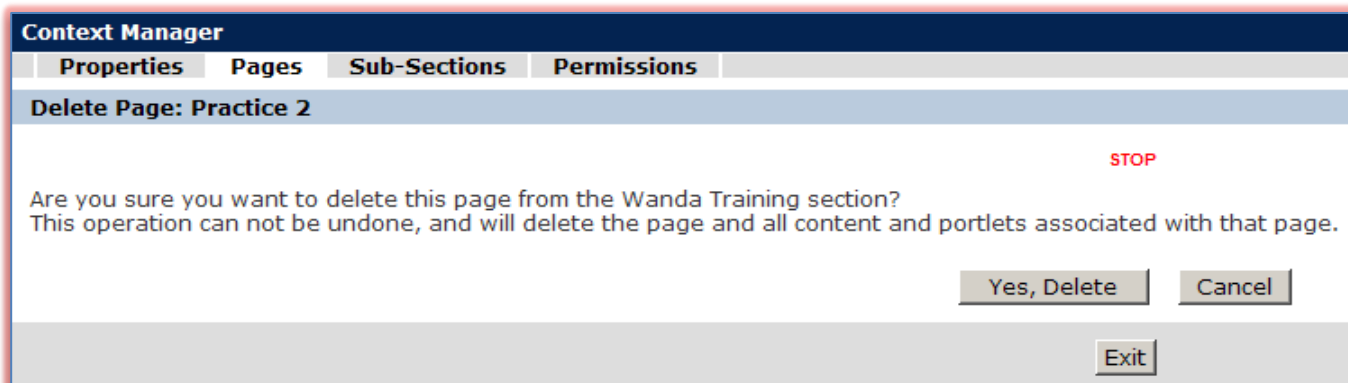 Context Manager
Properties Pages Sub-Sections Permissions
Delete Page: Practice 2
STOP
Are you sure you want to delete this page from the Wanda Training section?
This operation can not be undone, and will delete the page and all content and portlets associated with that page.
Yes, Delete Cancel
Exit